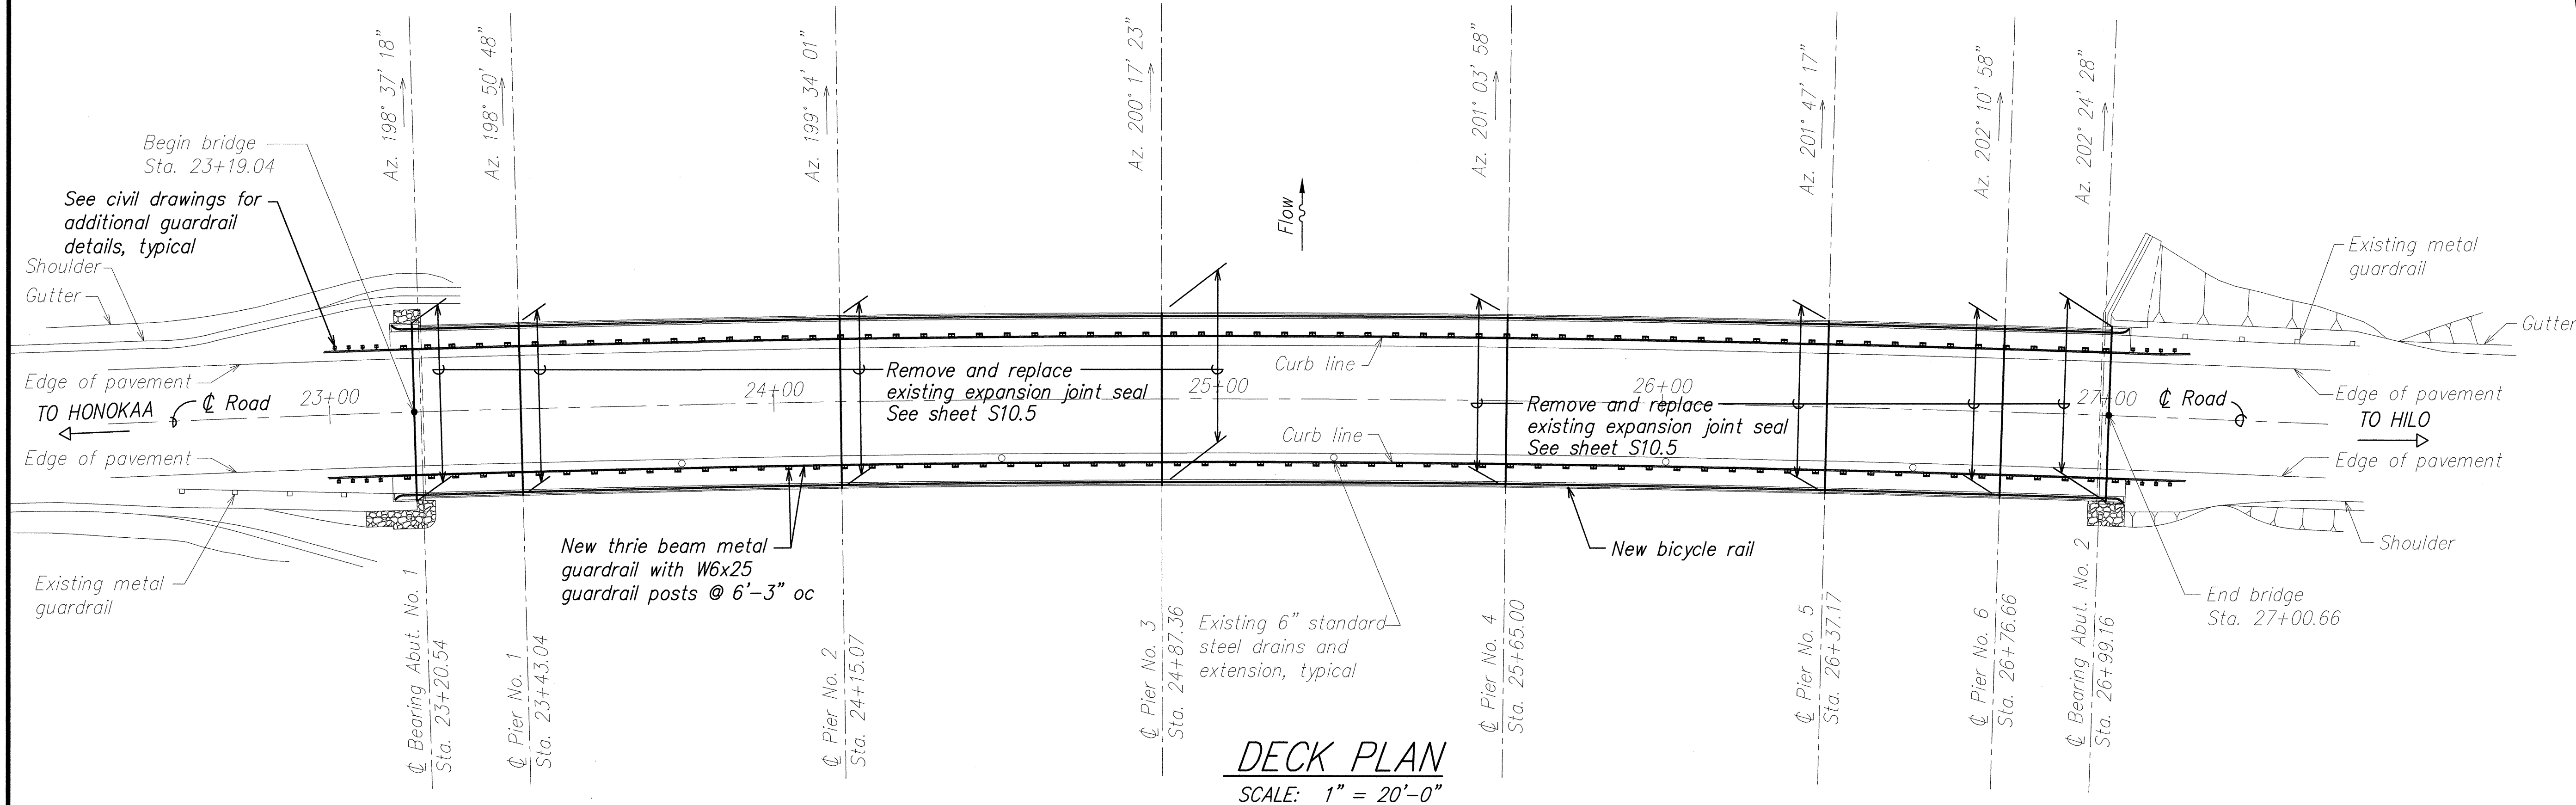 Az. 198° 37' 18"
Az. 198° 50' 48"
Az. 199° 34' 01"
Az. 200° 17' 23"
Az. 201° 03' 58"
Az. 201° 47' 17"
Az. 202° 10' 58"
Az. 202° 24' 28"
Begin bridge
Sta. 23+19.04
See civil drawings for
additional guardrail
details, typical
Shoulder
Gutter
Flow
Existing metal
guardrail
Gutter
Edge of pavement
TO HONOKAA
℄ Road
23+00
24+00
Remove and replace
existing expansion joint seal
See sheet S10.5
25+00
Curb line
26+00
Remove and replace
existing expansion joint seal
See sheet S10.5
27+00
℄ Road
Edge of pavement
TO HILO
Edge of pavement
Edge of pavement
Curb line
Existing metal
guardrail
New thrie beam metal
guardrail with W6x25
guardrail posts @ 6'-3" oc
Existing 6" standard
steel drains and
extension, typical
New bicycle rail
Shoulder
End bridge
Sta. 27+00.66
℄ Bearing Abut. No. 1
Sta. 23+20.54
℄ Pier No. 1
Sta. 23+43.04
℄ Pier No. 2
Sta. 24+15.07
℄ Pier No. 3
Sta. 24+87.36
℄ Pier No. 4
Sta. 25+65.00
℄ Pier No. 5
Sta. 26+37.17
℄ Pier No. 6
Sta. 26+76.66
℄ Bearing Abut. No. 2
Sta. 26+99.16
DECK PLAN
SCALE: 1" = 20'-0"